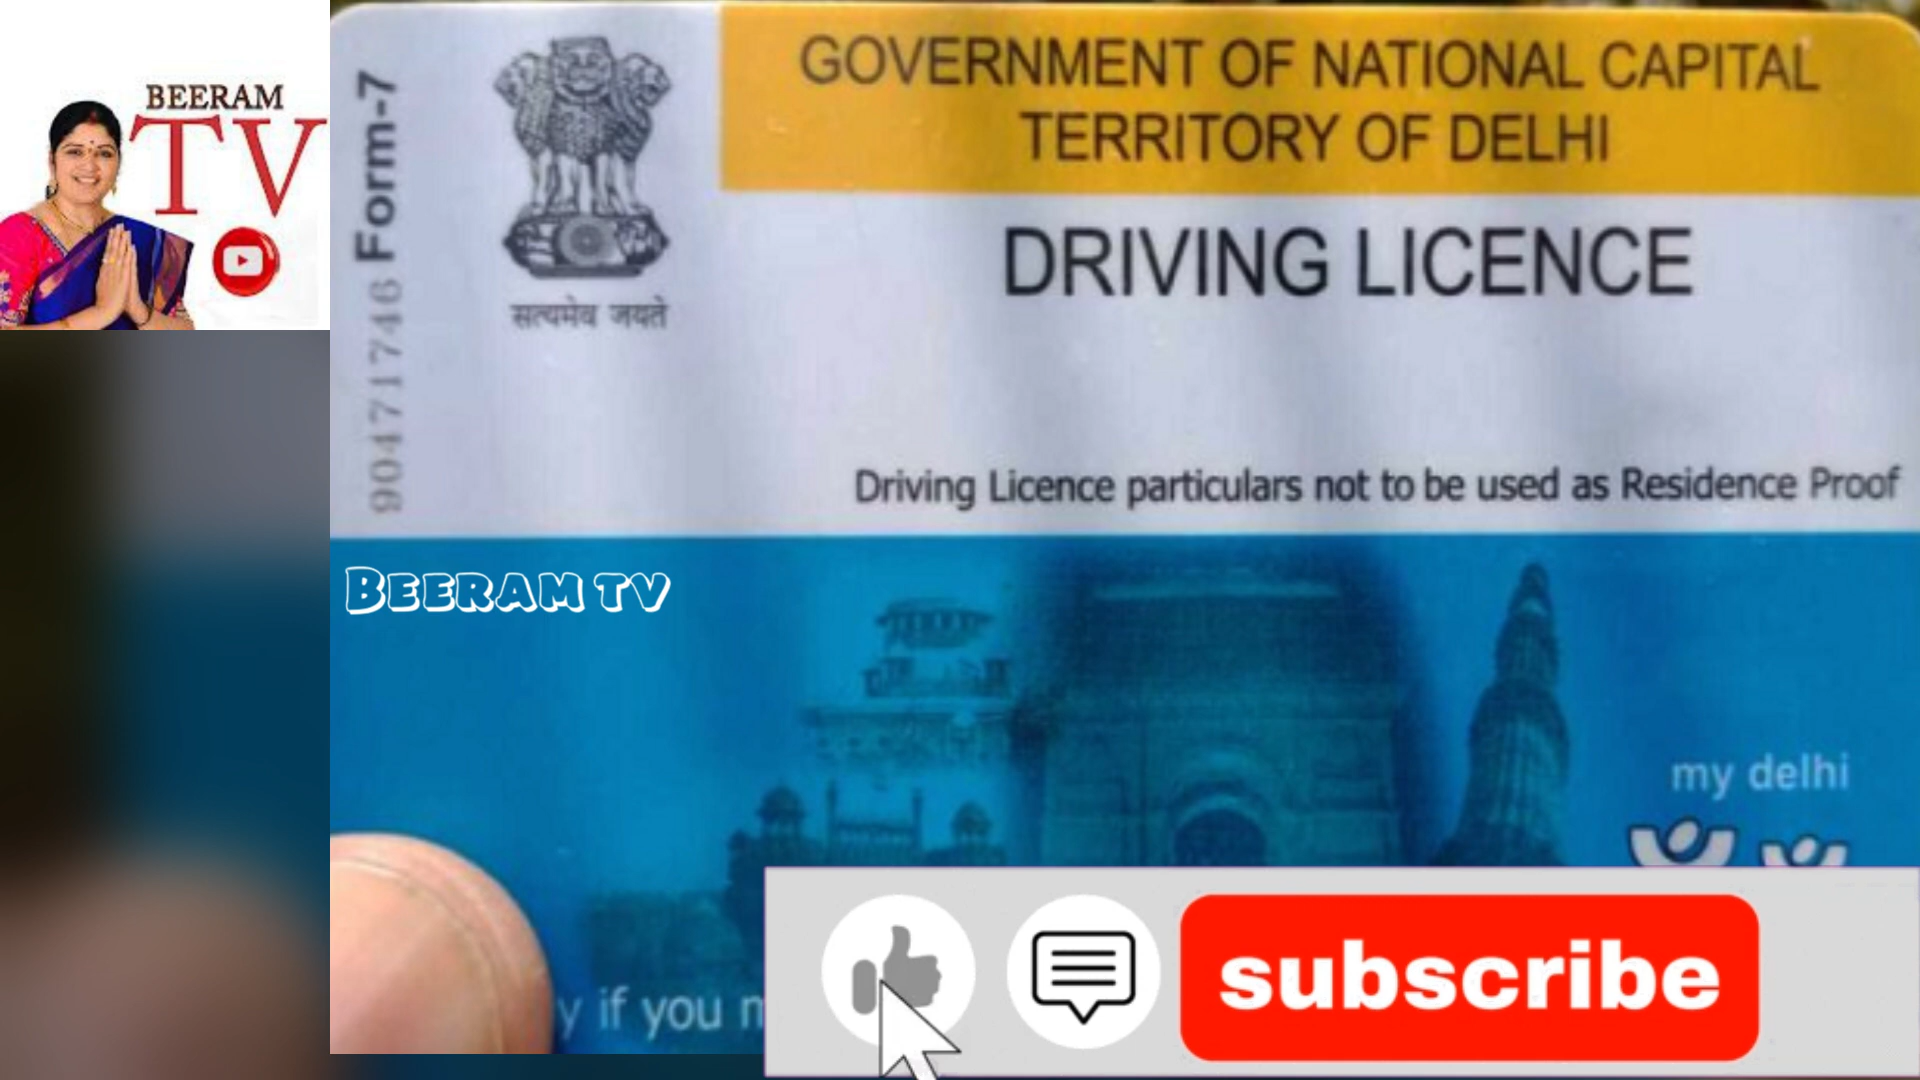 BEERAM
TV
Form-7
904717746
सत्यमेव जयते
GOVERNMENT OF NATIONAL CAPITAL
TERRITORY OF DELHI
DRIVING LICENCE
Driving Licence particulars not to be used as Residence Proof
BEERAM TV
my delhi
y if you m
subscribe